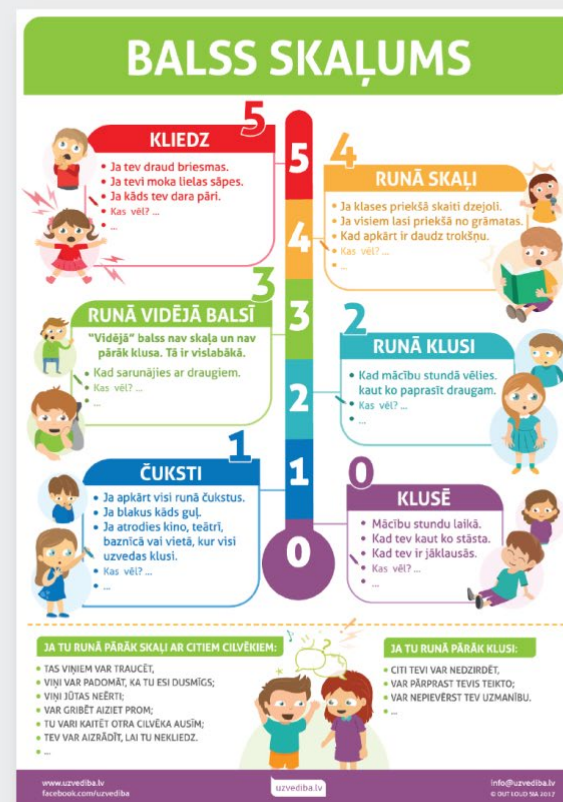 BALSS SKAĻUMS
5
KLIEDZ
• Ja tev draud briesmas.
• Ja tevi moka lielas sāpes.
• Ja kāds tev dara pāri.
• Kas vēl? ...
• ...
4
RUNĀ SKAĻI
• Ja klases priekšā skaiti dzejoli.
• Ja visiem lasi priekšā no grāmatas.
• Kad apkārt ir daudz trokšņu.
• Kas vēl? ...
• ...
3
RUNĀ VIDĒJĀ BALSĪ
"Vidējā" balss nav skaļa un nav
pārāk klusa. Tā ir vislabākā.
• Kad sarunājies ar draugiem.
• Kas vēl? ...
• ...
2
RUNĀ KLUSI
• Kad mācību stundā vēlies.
kaut ko paprasīt draugam.
• Kas vēl? ...
• ...
1
ČUKSTI
• Ja apkārt visi runā čukstus.
• Ja blakus kāds guļ.
• Ja atrodies kino, teātrī,
baznīcā vai vietā, kur visi
uzvedas klusi.
• Kas vēl? ...
• ...
0
KLUSĒ
• Mācību stundu laikā.
• Kad tev kaut ko stāsta.
• Kad tev ir jāklausās.
• Kas vēl? ...
• ...
5
4
3
2
1
0
JA TU RUNĀ PĀRĀK SKAĻI AR CITIEM CILVĒKIEM:
• TAS VIŅIEM VAR TRAUCĒT,
• VIŅI VAR PADOMĀT, KA TU ESI DUSMĪGS;
• VIŅI JŪTAS NEĒRTI;
• VAR GRIBĒT AIZIET PROM;
• TU VARI KAITĒT OTRA CILVĒKA AUSĪM;
• TEV VAR AIZRĀDĪT, LAI TU NEKLIEDZ.
• ...
JA TU RUNĀ PĀRĀK KLUSI:
• CITI TEVI VAR NEDZIRDĒT,
• VAR PĀRPRAST TEVIS TEIKTO;
• VAR NEPIEVĒRST TEV UZMANĪBU.
• ...
www.uzvediba.lv
facebook.com/uzvediba
uzvediba.lv
info@uzvediba.lv
© OUT LOUD SIA 2017